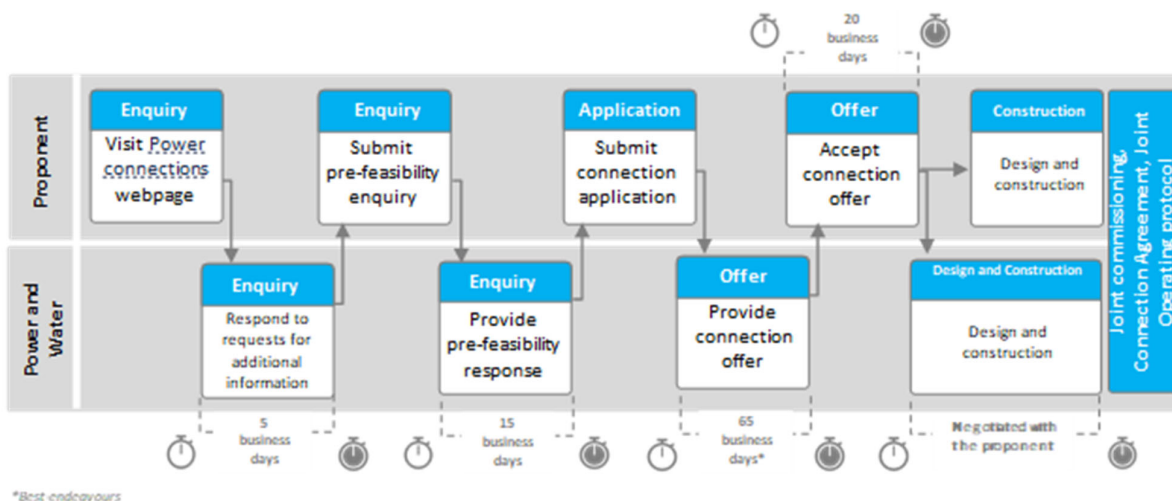 20
business
days
Proponent
Enquiry
Visit Power
connections
webpage
Enquiry
Submit
pre-feasibility
enquiry
Application
Submit
connection
application
Offer
Accept
connection
offer
Construction
Design and
construction
Joint commissioning,
Connection Agreement, Joint
Operating protocol
Power and
Water
Enquiry
Respond to
requests for
additional
information
Enquiry
Provide
pre-feasibility
response
Offer
Provide
connection
offer
Design and Construction
Design and
construction
5
business
days
15
business
days
65
business
days*
Negotiated with
the proponent
*Best endeavours